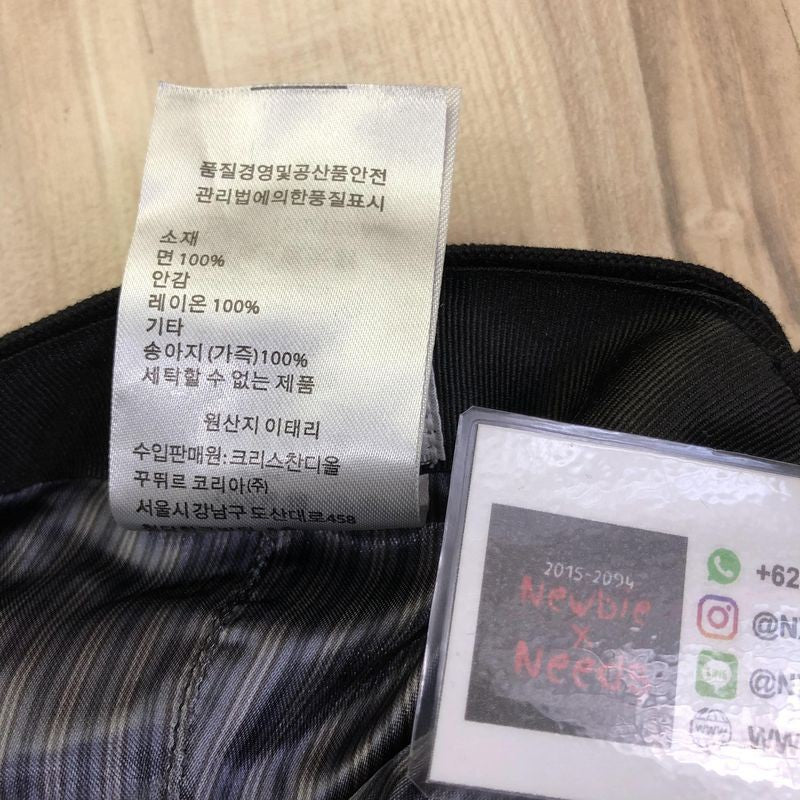 품질경영및공산품안전
관리법에의한품질표시
소재
면 100%
안감
레이온 100%
기타
송아지 (가죽)100%
세탁할 수 없는 제품
원산지 이태리
수입판매원:크리스챤디올
꾸뛰르 코리아(주)
서울시 강남구 도산대로458
2015-2094
Newbie
x
Needs
+62
@N
@N
WWW
WW